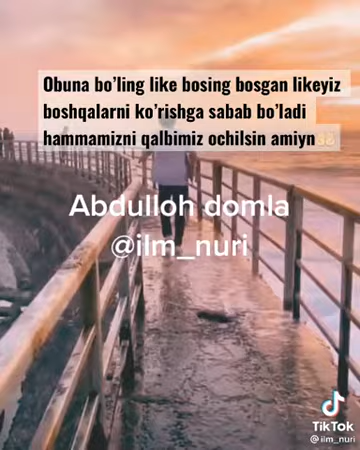 Obuna bo’ling like bosing bosgan likeyiz
boshqalarni ko’rishga sabab bo’ladi
hammamizni qalbimiz ochilsin amiyn
Abdulloh domla
@ilm_nuri
TikTok
@ilm_nuri